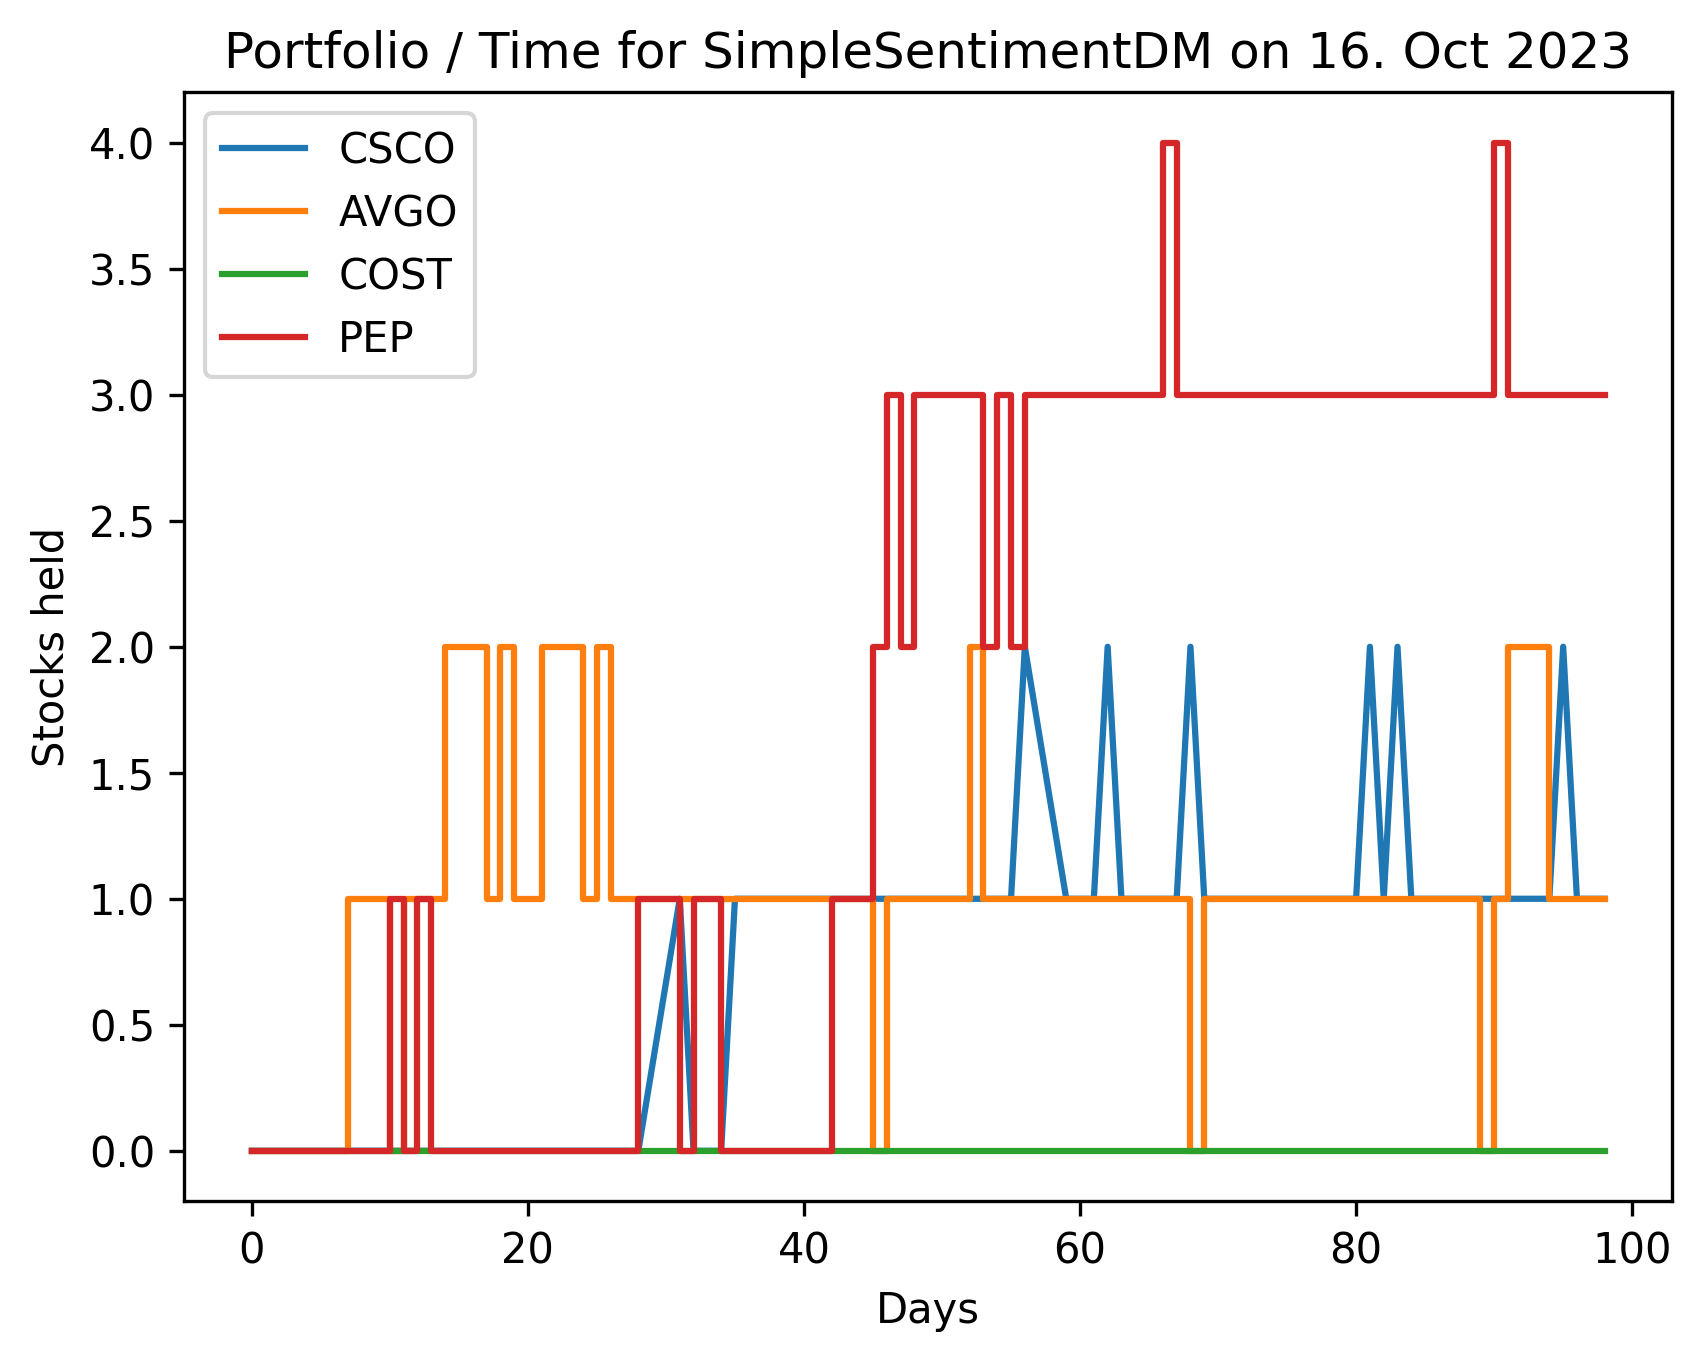 Portfolio / Time for SimpleSentimentDM on 16. Oct 2023
CSCO
AVGO
COST
PEP
4.0
3.5
3.0
2.5
2.0
1.5
1.0
0.5
0.0
Stocks held
0 20 40 60 80 100
Days